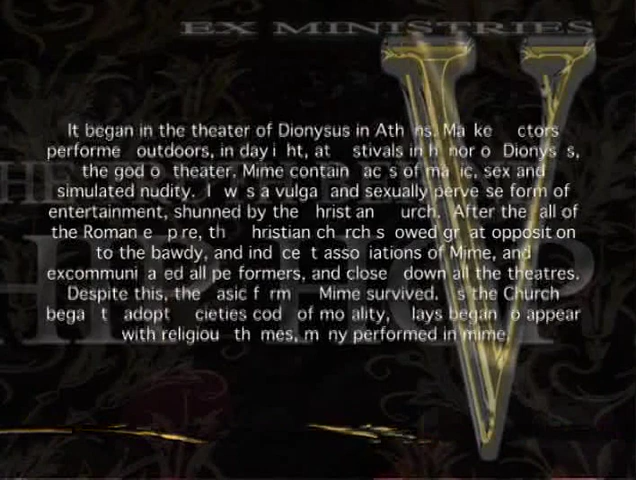 EX MINISTRIES
It began in the theater of Dionysus in Ath ns. Ma ke ctors
performe outdoors, in day i ht, at stivals in h nor o Dionys s,
the god o theater. Mime contain ac s of ma ic, sex and
simulated nudity. I w s a vulga and sexually perve se form of
entertainment, shunned by the hrist an urch. After the all of
the Roman e p re, th hristian ch rch s owed gr at opposit on
to the bawdy, and ind ce t asso iations of Mime, and
excommuni a ed all pe formers, and close down all the theatres.
Despite this, the asic f rm Mime survived. s the Church
bega t adopt cieties cod of mo ality, lays began o appear
with religiou th mes, m ny performed in mime.
HIP HOP
V